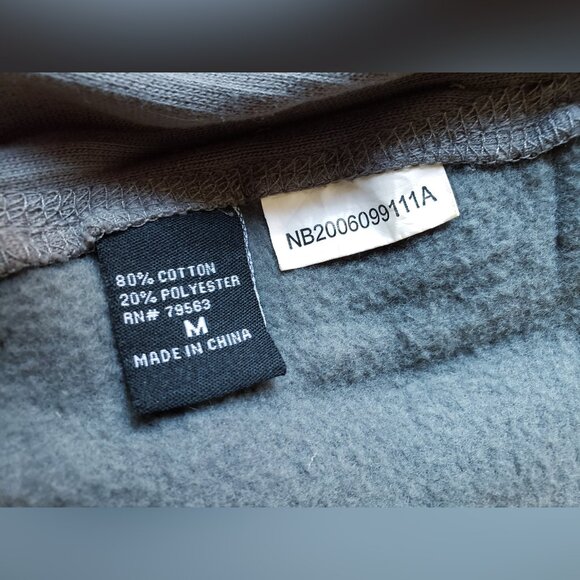 80% COTTON
20% POLYESTER
RN# 79563
M
MADE IN CHINA
NB2006099111A